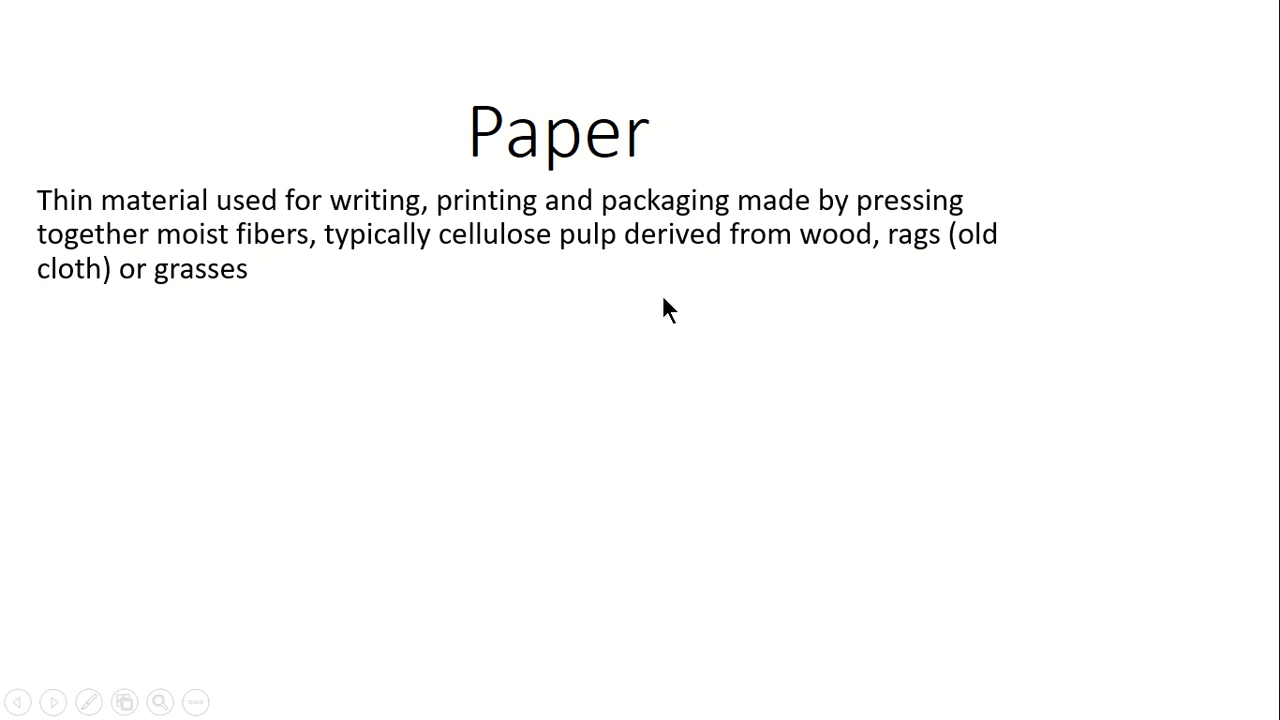 Paper
Thin material used for writing, printing and packaging made by pressing
together moist fibers, typically cellulose pulp derived from wood, rags (old
cloth) or grasses